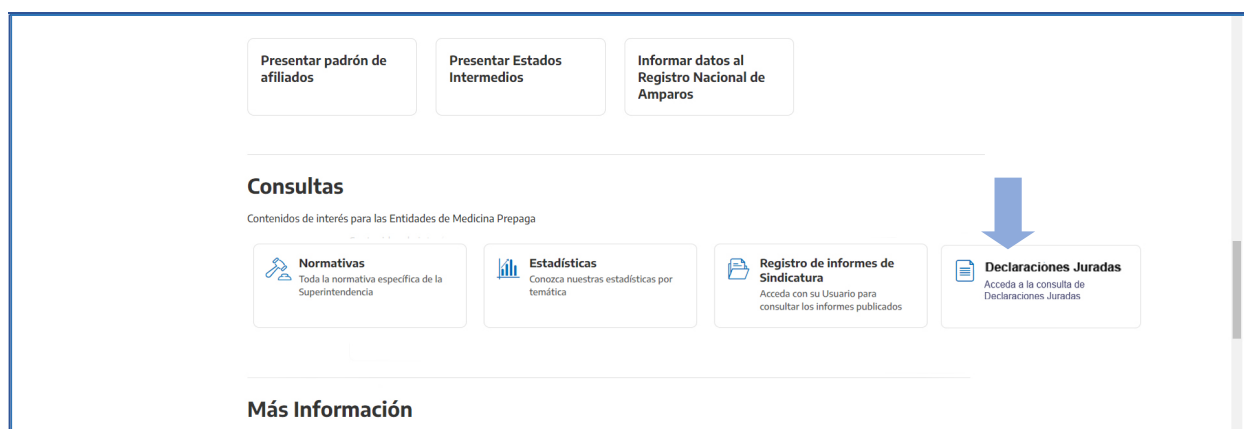 Presentar padrón de
afiliados
Presentar Estados
Intermedios
Informar datos al
Registro Nacional de
Amparos
Consultas
Contenidos de interés para las Entidades de Medicina Prepaga
Normativas
Toda la normativa específica de la
Superintendencia
Estadísticas
Conozca nuestras estadísticas por
temática
Registro de informes de
Sindicatura
Acceda con su Usuario para
consultar los informes publicados
Declaraciones Juradas
Acceda a la consulta de
Declaraciones Juradas
Más Información